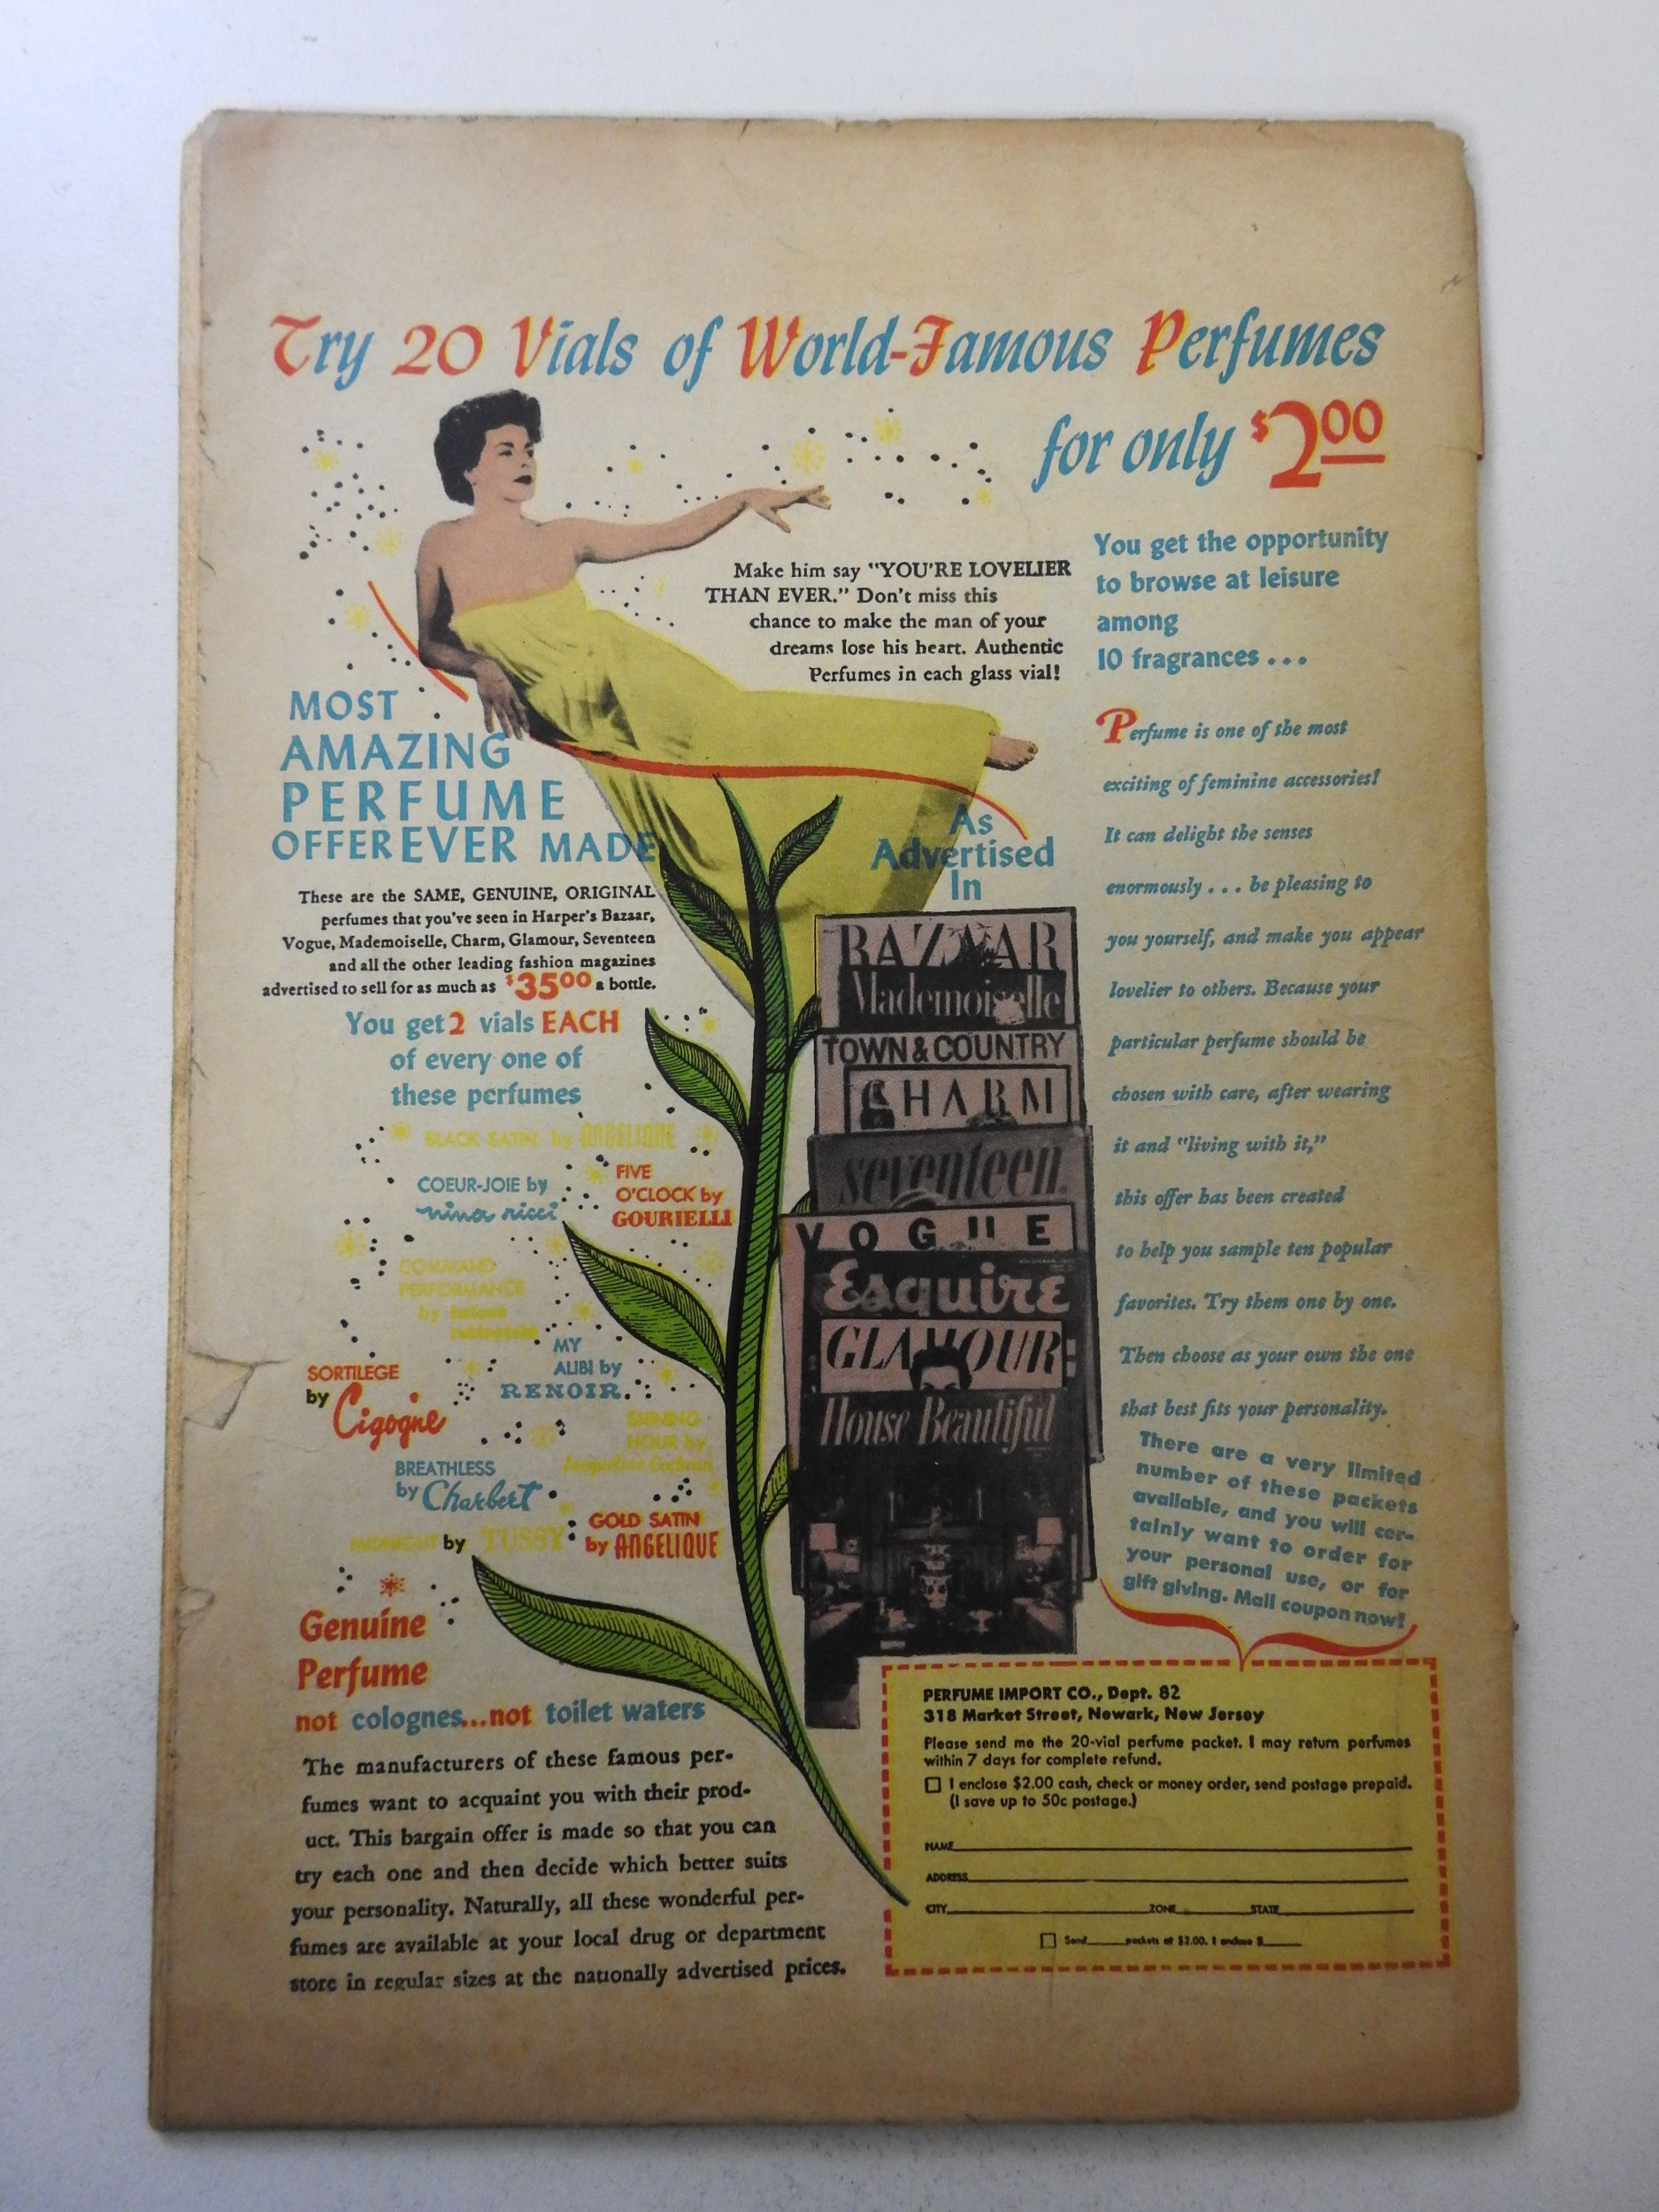 Try 20 Vials of World-Famous Perfumes
for only $2.00
Make him say "YOU'RE LOVELIER
THAN EVER." Don't miss this
chance to make the man of your
dreams lose his heart. Authentic
Perfumes in each glass vial!
You get the opportunity
to browse at leisure
among
10 fragrances...
MOST
AMAZING
PERFUME
OFFER EVER MADE
These are the SAME, GENUINE, ORIGINAL
perfumes that you've seen in Harper's Bazaar,
Vogue, Mademoiselle, Charm, Glamour, Seventeen
and all the other leading fashion magazines
advertised to sell for as much as $35.00 a bottle.
You get 2 vials EACH
of every one of
these perfumes
BLACK SATIN by ANGELIQUE
COEUR-JOIE by
nina ricci
FIVE
O'CLOCK by
GOURIELLI
COMMAND
PERFORMANCE
by helena
rubinstein
MY
ALIBI by
RENOIR.
SORTILEGE
by Cigogne
SHINING
HOUR by
Jacqueline Cochran
BREATHLESS
by Charbert
MIDNIGHT by TUSSY
GOLD SATIN
by ANGELIQUE
Genuine
Perfume
not colognes...not toilet waters
The manufacturers of these famous per-
fumes want to acquaint you with their prod-
uct. This bargain offer is made so that you can
try each one and then decide which better suits
your personality. Naturally, all these wonderful per-
fumes are available at your local drug or department
store in regular sizes at the nationally advertised prices.
As
Advertised
In
BAZAAR
Mademoiselle
TOWN & COUNTRY
CHARM
seventeen
VOGUE
Esquire
GLAMOUR
House Beautiful
Perfume is one of the most
exciting of feminine accessories!
It can delight the senses
enormously... be pleasing to
you yourself, and make you appear
lovelier to others. Because your
particular perfume should be
chosen with care, after wearing
it and "living with it,"
this offer has been created
to help you sample ten popular
favorites. Try them one by one.
Then choose as your own the one
that best fits your personality.
There are a very limited
number of these packets
available, and you will cer-
tainly want to order for
your personal use, or for
gift giving. Mail coupon now!
PERFUME IMPORT CO., Dept. 82
318 Market Street, Newark, New Jersey
Please send me the 20-vial perfume packet. I may return perfumes
within 7 days for complete refund.
I enclose $2.00 cash, check or money order, send postage prepaid.
(I save up to 50c postage.)
NAME
ADDRESS
CITY ZONE STATE
Send ____ packets at $2.00. I enclose $____